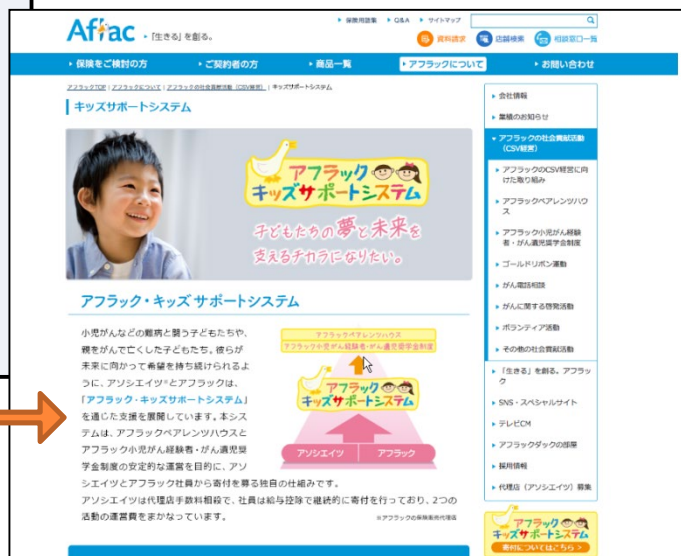 Aflac
「生きる」を創る。
保険用語集
Q&A
サイトマップ
資料請求
店舗検索
相談窓口一覧
保険をご検討の方
ご契約者の方
商品一覧
アフラックについて
お問い合わせ
アフラックTOP | アフラックについて | アフラックの社会貢献活動（CSV経営） | キッズサポートシステム
キッズサポートシステム
アフラック
キッズサポートシステム
子どもたちの夢と未来を
支えるチカラになりたい。
アフラック・キッズ サポートシステム
小児がんなどの難病と闘う子どもたちや、
親をがんで亡くした子どもたち。彼らが
未来に向かって希望を持ち続けられるよ
うに、アソシエイツ※とアフラックは、
「アフラック・キッズサポートシステム」
を通じた支援を展開しています。本シス
テムは、アフラックペアレンツハウスと
アフラック小児がん経験者・がん遺児奨
学金制度の安定的な運営を目的に、アソ
シエイツとアフラック社員から寄付を募る独自の仕組みです。
アソシエイツは代理店手数料相殺で、社員は給与控除で継続的に寄付を行っており、2つの
活動の運営費をまかなっています。
アフラックペアレンツハウス
アフラック小児がん経験者・がん遺児奨学金制度
アフラック
キッズサポートシステム
アソシエイツ
アフラック
※アフラックの保険販売代理店
会社情報
業績のお知らせ
アフラックの社会貢献活動
（CSV経営）
アフラックのCSV経営に向
けた取り組み
アフラックペアレンツハウ
ス
アフラック小児がん経験
者・がん遺児奨学金制度
ゴールドリボン運動
がん電話相談
がんに関する啓発活動
ボランティア活動
その他の社会貢献活動
「生きる」を創る。アフラッ
ク
SNS・スペシャルサイト
テレビCM
アフラックダックの部屋
採用情報
代理店（アソシエイツ）募集
アフラック
キッズサポートシステム
寄付についてはこちら >